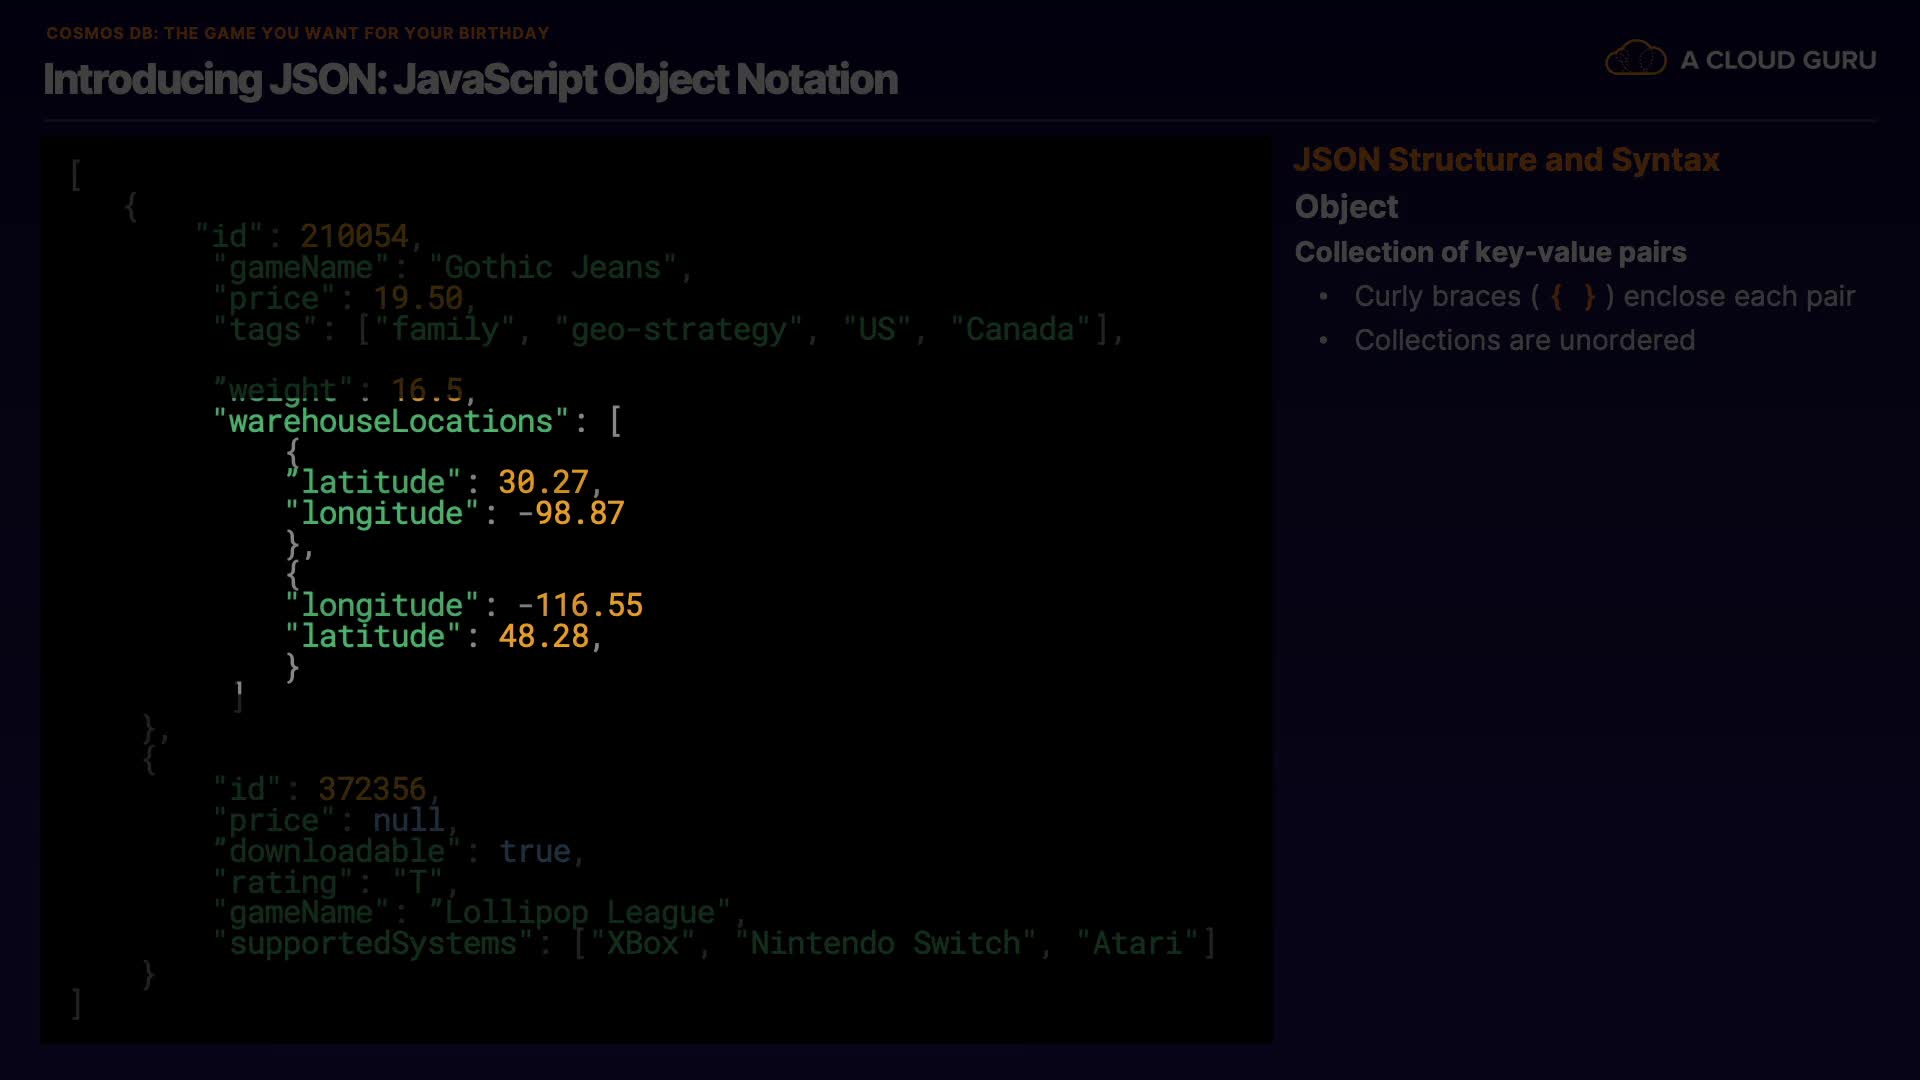 COSMOS DB: THE GAME YOU WANT FOR YOUR BIRTHDAY
Introducing JSON: JavaScript Object Notation
A CLOUD GURU
[
{
"id": 210054,
"gameName": "Gothic Jeans",
"price": 19.50,
"tags": ["family", "geo-strategy", "US", "Canada"],
”weight": 16.5,
"warehouseLocations": [
{
”latitude": 30.27,
"longitude": -98.87
},
{
"longitude": -116.55
"latitude": 48.28,
}
]
},
{
"id": 372356,
"price": null,
”downloadable": true,
"rating": "T",
"gameName": ”Lollipop League",
"supportedSystems": ["XBox", "Nintendo Switch", "Atari"]
}
]
JSON Structure and Syntax
Object
Collection of key-value pairs
• Curly braces ( { } ) enclose each pair
• Collections are unordered